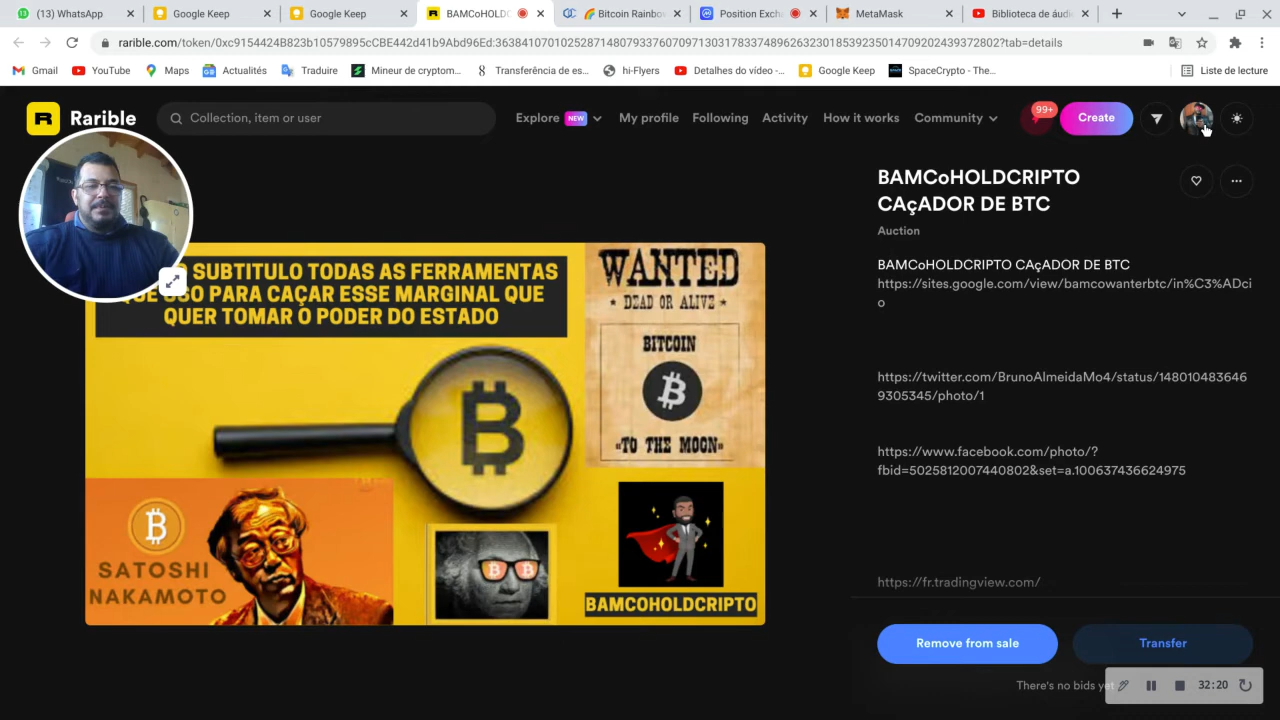 (13) WhatsApp
Google Keep
Google Keep
BAMCoHOLDC
Bitcoin Rainbow
Position Exch
MetaMask
Biblioteca de áudi
rarible.com/token/0xc9154424B823b10579895cCBE442d41b9Abd96Ed:36384107010252871480793376070971303178337489626323018539235014709202439372802?tab=details
Gmail
YouTube
Maps
Actualités
Traduire
Mineur de cryptom...
Transferência de es...
hi-Flyers
Detalhes do vídeo -...
Google Keep
SpaceCrypto - The...
Liste de lecture
R
Rarible
Collection, item or user
Explore
NEW
My profile
Following
Activity
How it works
Community
99+
Create
BAMCoHOLDCRIPTO
CAçADOR DE BTC
Auction
BAMCoHOLDCRIPTO CAçADOR DE BTC
https://sites.google.com/view/bamcowanterbtc/in%C3%ADci
o
https://twitter.com/BrunoAlmeidaMo4/status/148010483646
9305345/photo/1
https://www.facebook.com/photo/?
fbid=5025812007440802&set=a.100637436624975
https://fr.tradingview.com/
Remove from sale
Transfer
There's no bids yet
32:20
SUBTITULO TODAS AS FERRAMENTAS
QUE USO PARA CAÇAR ESSE MARGINAL QUE
QUER TOMAR O PODER DO ESTADO
WANTED
DEAD OR ALIVE
BITCOIN
«TO THE MOON»
SATOSHI
NAKAMOTO
BAMCOHOLDCRIPTO